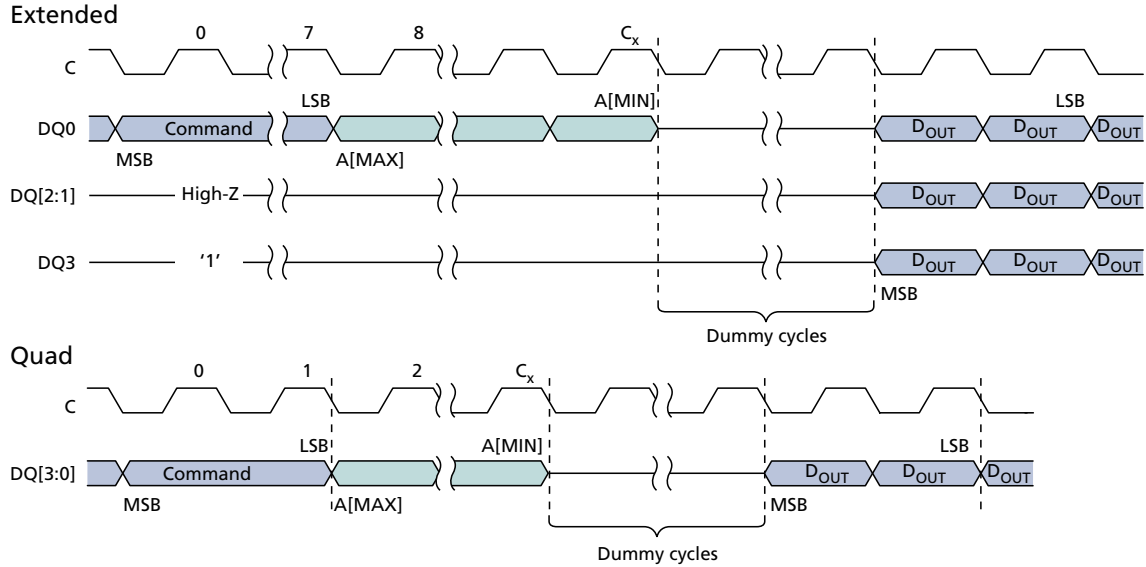 Extended
0 7 8 Cx
C
LSB A[MIN] LSB
DQ0 Command DOUT DOUT DOUT
MSB A[MAX]
DQ[2:1] High-Z DOUT DOUT DOUT
DQ3 ‘1’ DOUT DOUT DOUT
MSB
Dummy cycles
Quad
0 1 2 Cx
C
LSB A[MIN] LSB
DQ[3:0] Command DOUT DOUT DOUT
MSB A[MAX] MSB
Dummy cycles